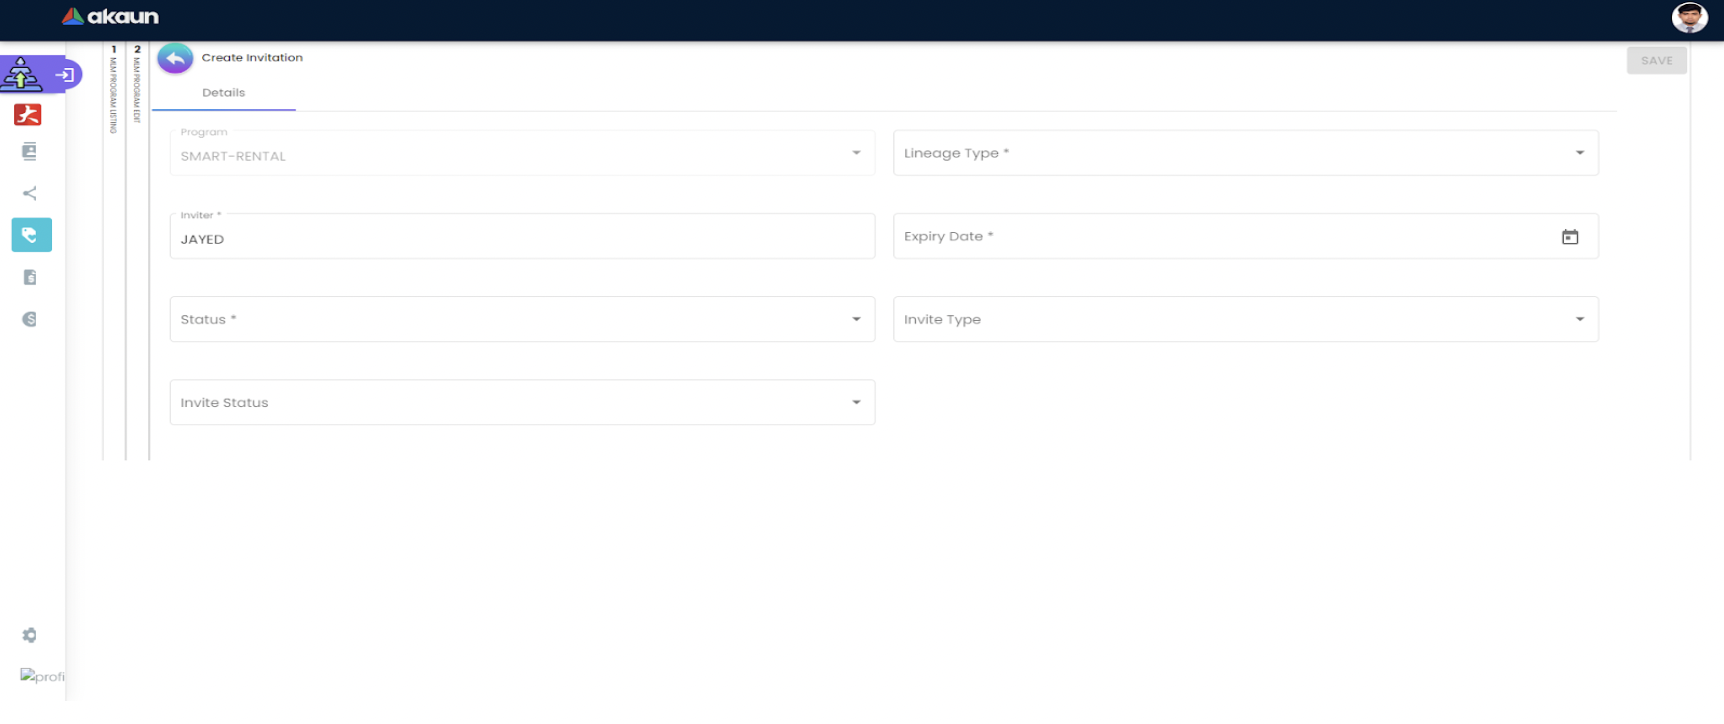 akaun
1 MLM PROGRAM LISTING
2 MLM PROGRAM EDIT
Create Invitation
SAVE
Details
Program
SMART-RENTAL
Lineage Type *
Inviter *
JAYED
Expiry Date *
Status *
Invite Type
Invite Status
profi